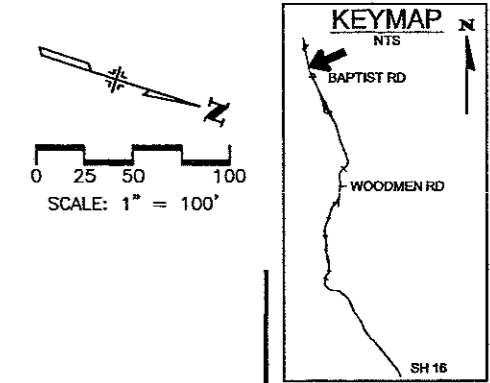 N
0 25 50 100
SCALE: 1" = 100'
KEYMAP
NTS
N
BAPTIST RD
WOODMEN RD
SH 16